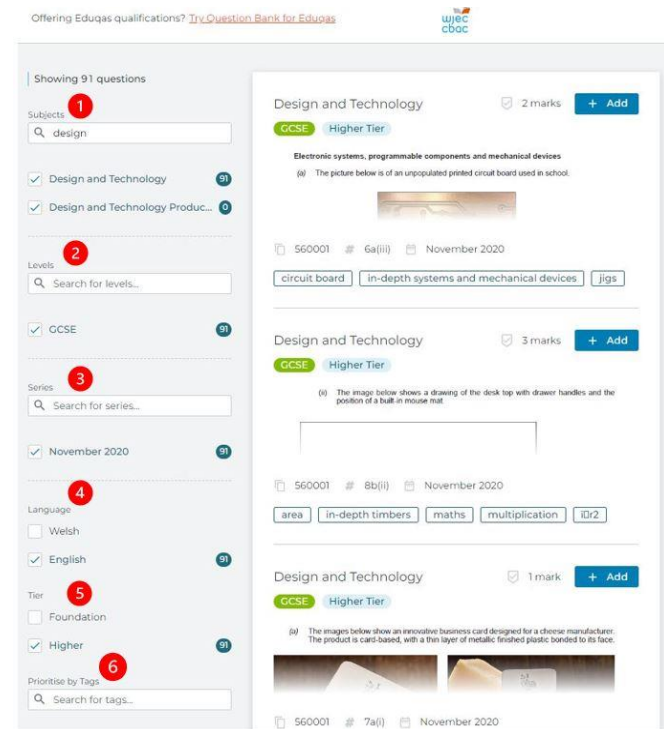 Offering Eduqas qualifications? Try Question Bank for Eduqas
wjec
cbac
Showing 91 questions
1
Subjects
design
Design and Technology 91
Design and Technology Produc... 0
2
Levels
Search for levels...
GCSE 91
3
Series
Search for series...
November 2020 91
4
Language
Welsh
English 91
5
Tier
Foundation
Higher 91
6
Prioritise by Tags
Search for tags...
Design and Technology 2 marks + Add
GCSE Higher Tier
Electronic systems, programmable components and mechanical devices
(a) The picture below is of an unpopulated printed circuit board used in school.
560001 # 6a(iii) November 2020
circuit board in-depth systems and mechanical devices jigs
Design and Technology 3 marks + Add
GCSE Higher Tier
(ii) The image below shows a drawing of the desk top with drawer handles and the
position of a built-in mouse mat
560001 # 8b(ii) November 2020
area in-depth timbers maths multiplication i▯r2
Design and Technology 1 mark + Add
GCSE Higher Tier
(a) The images below show an innovative business card designed for a cheese manufacturer.
The product is card-based, with a thin layer of metallic finished plastic bonded to its face.
560001 # 7a(i) November 2020